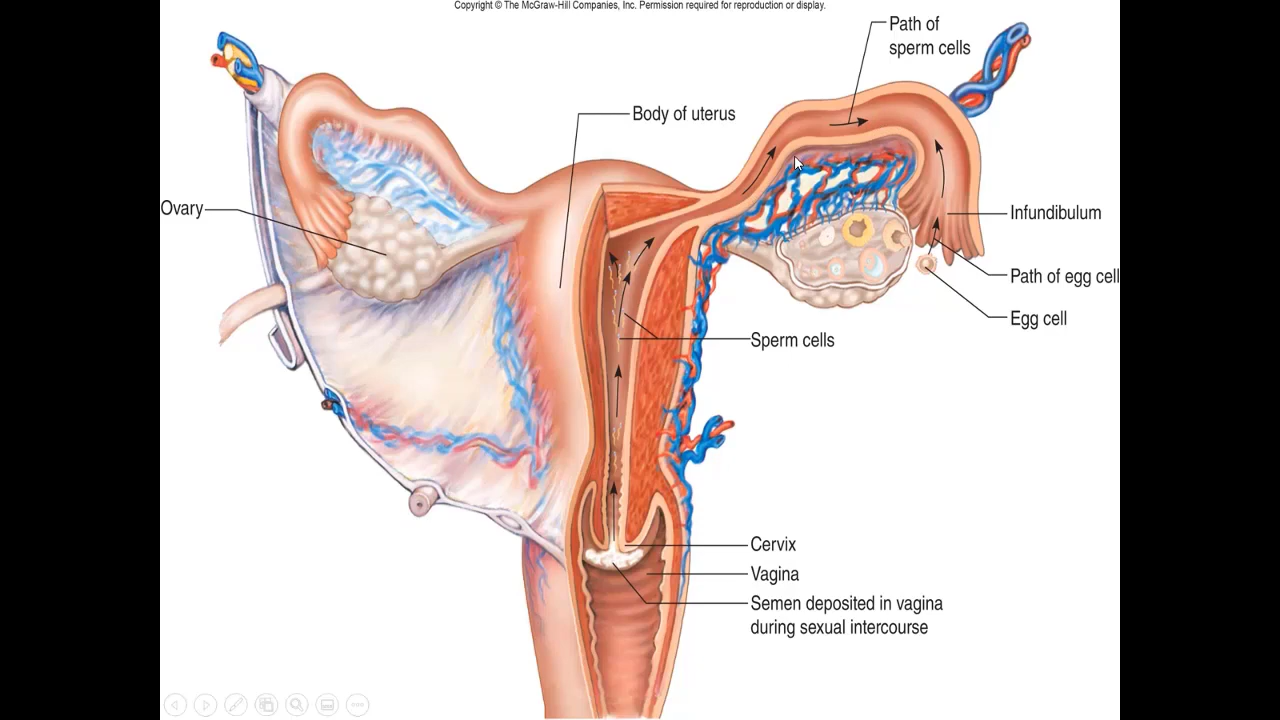 Copyright © The McGraw-Hill Companies, Inc. Permission required for reproduction or display.
Path of
sperm cells
Body of uterus
Ovary
Infundibulum
Path of egg cell
Egg cell
Sperm cells
Cervix
Vagina
Semen deposited in vagina
during sexual intercourse